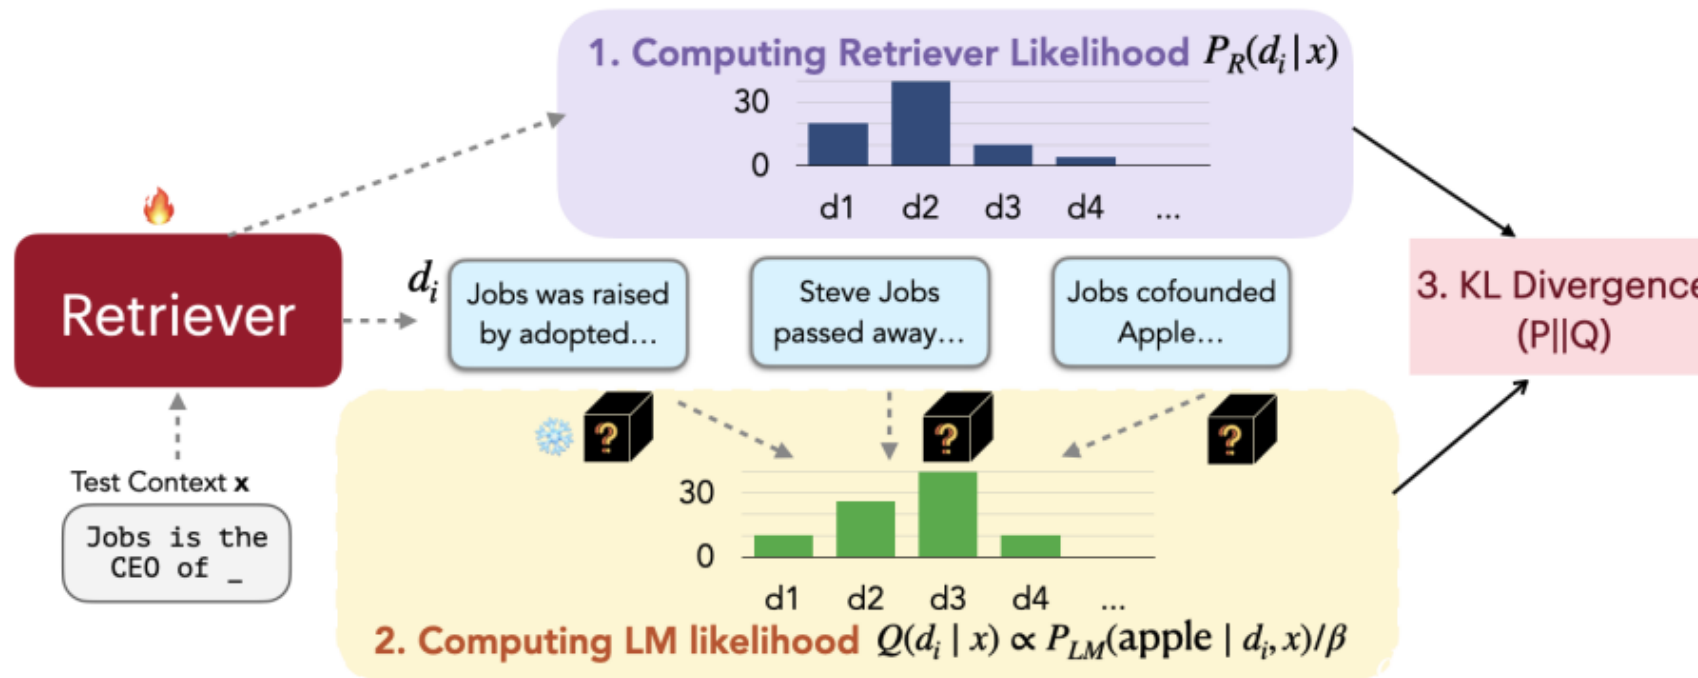 1. Computing Retriever Likelihood P_R(d_i|x)
30
0
d1 d2 d3 d4 ...
Retriever
d_i
Jobs was raised
by adopted...
Steve Jobs
passed away...
Jobs cofounded
Apple...
3. KL Divergence
(P||Q)
Test Context x
Jobs is the
CEO of _
?
?
?
30
0
d1 d2 d3 d4 ...
2. Computing LM likelihood Q(d_i | x) ∝ P_LM(apple | d_i, x)/β